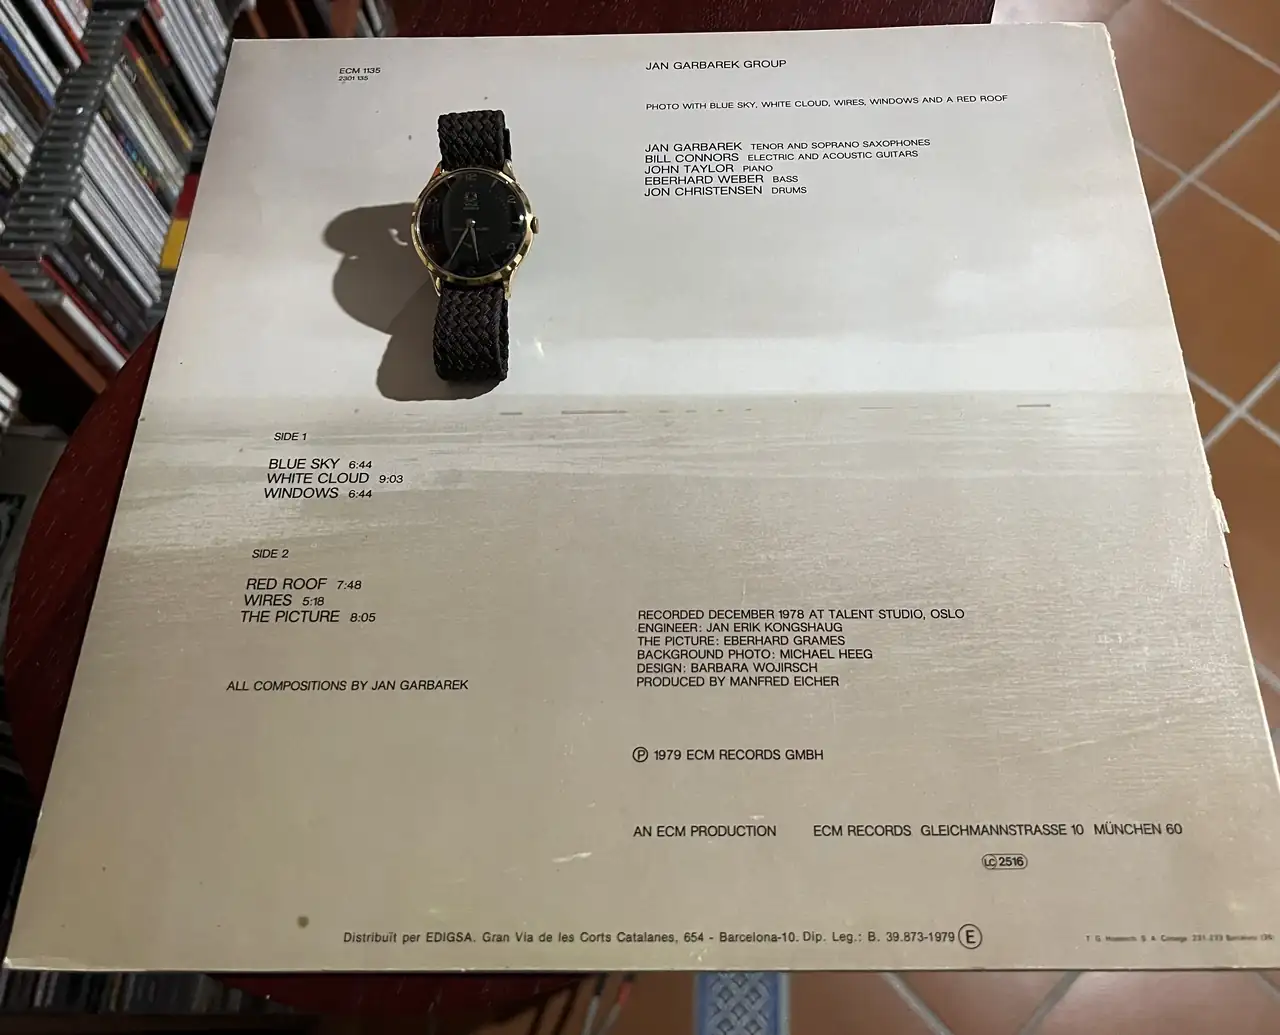 ECM 1135
2301 135
JAN GARBAREK GROUP
PHOTO WITH BLUE SKY, WHITE CLOUD, WIRES, WINDOWS AND A RED ROOF
JAN GARBAREK TENOR AND SOPRANO SAXOPHONES
BILL CONNORS ELECTRIC AND ACOUSTIC GUITARS
JOHN TAYLOR PIANO
EBERHARD WEBER BASS
JON CHRISTENSEN DRUMS
SIDE 1
BLUE SKY 6:44
WHITE CLOUD 9:03
WINDOWS 6:44
SIDE 2
RED ROOF 7:48
WIRES 5:18
THE PICTURE 8:05
ALL COMPOSITIONS BY JAN GARBAREK
RECORDED DECEMBER 1978 AT TALENT STUDIO, OSLO
ENGINEER: JAN ERIK KONGSHAUG
THE PICTURE: EBERHARD GRAMES
BACKGROUND PHOTO: MICHAEL HEEG
DESIGN: BARBARA WOJIRSCH
PRODUCED BY MANFRED EICHER
Ⓟ 1979 ECM RECORDS GMBH
AN ECM PRODUCTION ECM RECORDS GLEICHMANNSTRASSE 10 MÜNCHEN 60
LC 2516
Distribuït per EDIGSA. Gran Via de les Corts Catalanes, 654 - Barcelona-10. Dip. Leg.: B. 39.873-1979 E